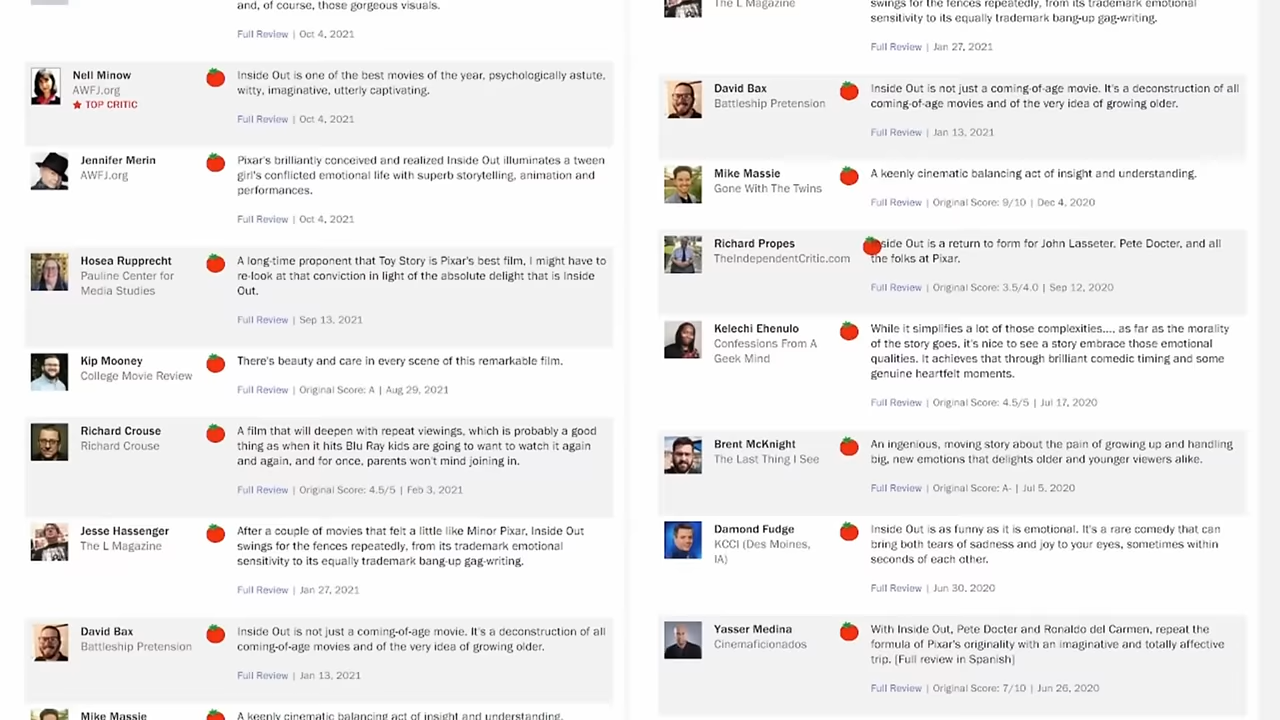 and, of course, those gorgeous visuals.
Full Review | Oct 4, 2021
Nell Minow
AWFJ.org
TOP CRITIC
Inside Out is one of the best movies of the year, psychologically astute,
witty, imaginative, utterly captivating.
Full Review | Oct 4, 2021
Jennifer Merin
AWFJ.org
Pixar's brilliantly conceived and realized Inside Out illuminates a tween
girl's conflicted emotional life with superb storytelling, animation and
performances.
Full Review | Oct 4, 2021
Hosea Rupprecht
Pauline Center for
Media Studies
A long-time proponent that Toy Story is Pixar's best film, I might have to
re-look at that conviction in light of the absolute delight that is Inside
Out.
Full Review | Sep 13, 2021
Kip Mooney
College Movie Review
There's beauty and care in every scene of this remarkable film.
Full Review | Original Score: A | Aug 29, 2021
Richard Crouse
Richard Crouse
A film that will deepen with repeat viewings, which is probably a good
thing as when it hits Blu Ray kids are going to want to watch it again
and again, and for once, parents won't mind joining in.
Full Review | Original Score: 4.5/5 | Feb 3, 2021
Jesse Hassenger
The L Magazine
After a couple of movies that felt a little like Minor Pixar, Inside Out
swings for the fences repeatedly, from its trademark emotional
sensitivity to its equally trademark bang-up gag-writing.
Full Review | Jan 27, 2021
David Bax
Battleship Pretension
Inside Out is not just a coming-of-age movie. It's a deconstruction of all
coming-of-age movies and of the very idea of growing older.
Full Review | Jan 13, 2021
Mike Massie
A keenly cinematic balancing act of insight and understanding.
The L Magazine
swings for the fences repeatedly, from its trademark emotional
sensitivity to its equally trademark bang-up gag-writing.
Full Review | Jan 27, 2021
David Bax
Battleship Pretension
Inside Out is not just a coming-of-age movie. It's a deconstruction of all
coming-of-age movies and of the very idea of growing older.
Full Review | Jan 13, 2021
Mike Massie
Gone With The Twins
A keenly cinematic balancing act of insight and understanding.
Full Review | Original Score: 9/10 | Dec 4, 2020
Richard Propes
TheIndependentCritic.com
Inside Out is a return to form for John Lasseter, Pete Docter, and all
the folks at Pixar.
Full Review | Original Score: 3.5/4.0 | Sep 12, 2020
Kelechi Ehenulo
Confessions From A
Geek Mind
While it simplifies a lot of those complexities..., as far as the morality
of the story goes, it's nice to see a story embrace those emotional
qualities. It achieves that through brilliant comedic timing and some
genuine heartfelt moments.
Full Review | Original Score: 4.5/5 | Jul 17, 2020
Brent McKnight
The Last Thing I See
An ingenious, moving story about the pain of growing up and handling
big, new emotions that delights older and younger viewers alike.
Full Review | Original Score: A- | Jul 5, 2020
Damond Fudge
KCCI (Des Moines,
IA)
Inside Out is as funny as it is emotional. It's a rare comedy that can
bring both tears of sadness and joy to your eyes, sometimes within
seconds of each other.
Full Review | Jun 30, 2020
Yasser Medina
Cinemaficionados
With Inside Out, Pete Docter and Ronaldo del Carmen, repeat the
formula of Pixar's originality with an imaginative and totally affective
trip. [Full review in Spanish]
Full Review | Original Score: 7/10 | Jun 26, 2020